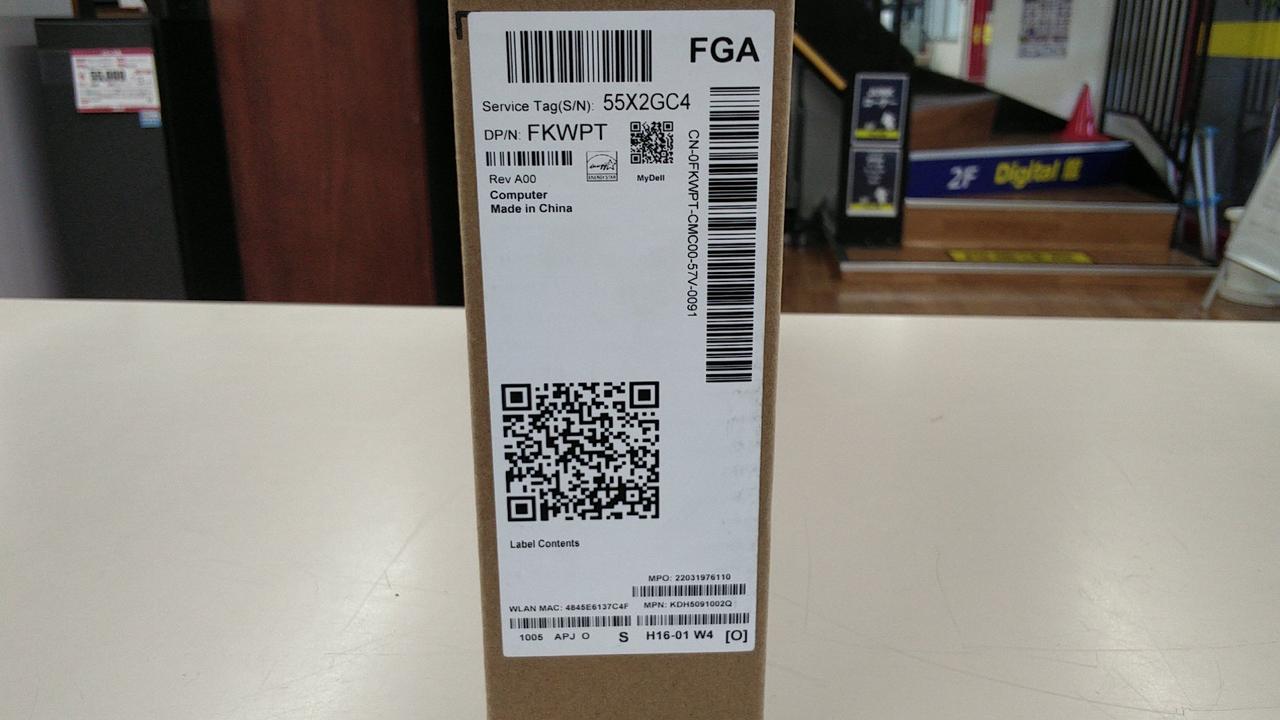 FGA
Service Tag(S/N): 55X2GC4
DP/N: FKWPT
Rev A00
MyDell
Computer
Made in China
CN-0FKWPT-CMC00-57V-0091
Label Contents
MPO: 22031976110
WLAN MAC: 4845E6137C4F
MPN: KDH5091002Q
1005 APJ O S H16-01 W4 [O]
2F Digital 館